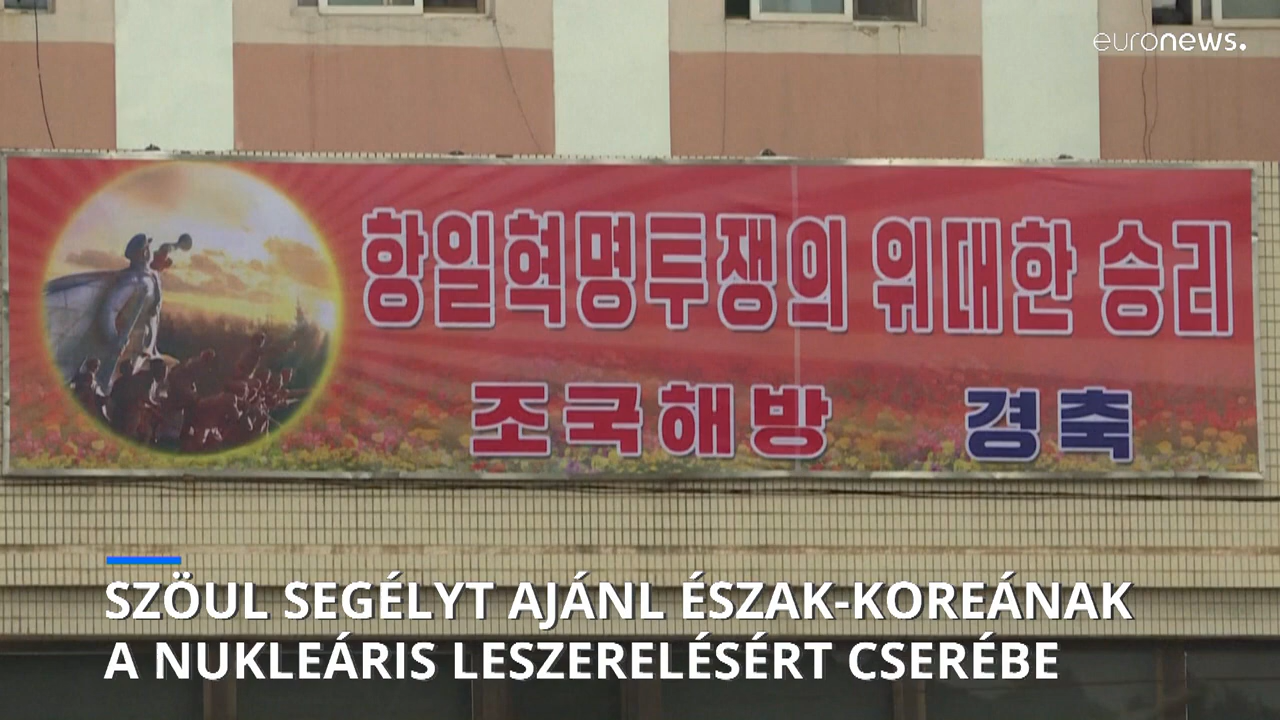 euronews.
항일혁명투쟁의 위대한 승리
조국해방 경축
SZÖUL SEGÉLYT AJÁNL ÉSZAK-KOREÁNAK
A NUKLEÁRIS LESZERELÉSÉRT CSERÉBE